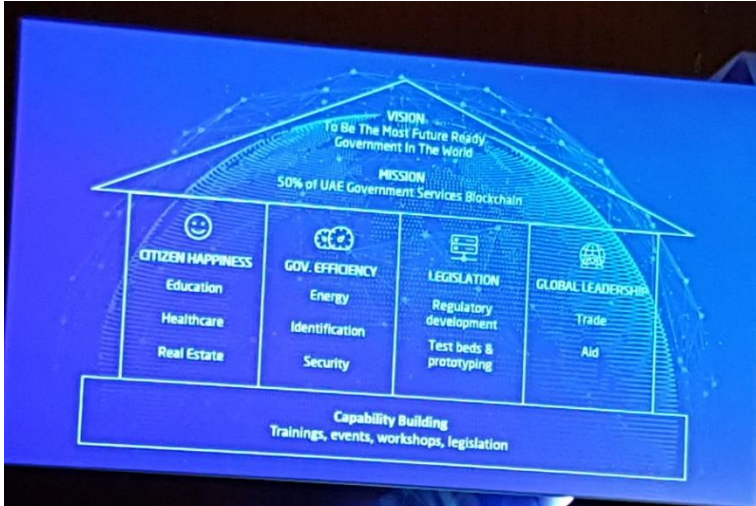 VISION
To Be The Most Future Ready
Government In The World
MISSION
50% of UAE Government Services Blockchain
CITIZEN HAPPINESS
Education
Healthcare
Real Estate
GOV. EFFICIENCY
Energy
Identification
Security
LEGISLATION
Regulatory
development
Test beds &
prototyping
GLOBAL LEADERSHIP
Trade
Aid
Capability Building
Trainings, events, workshops, legislation